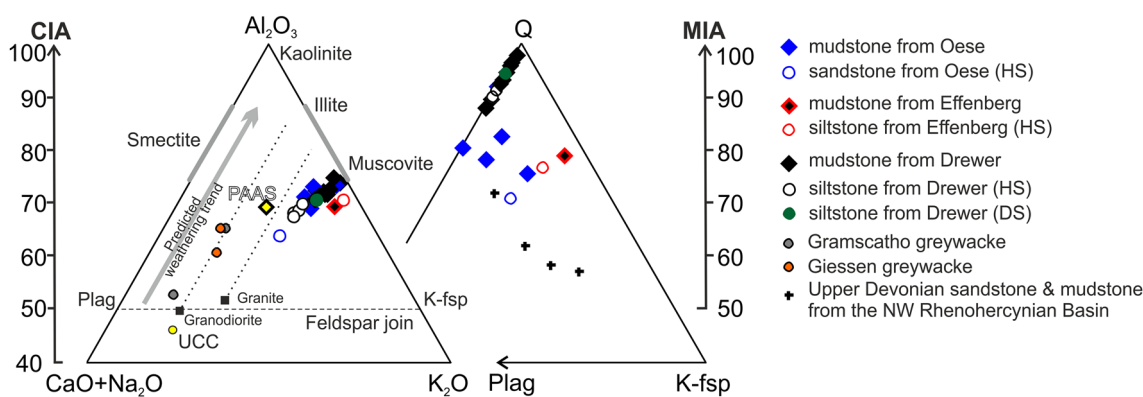 CIA
100
90
80
70
60
50
40
Al₂O₃
Kaolinite
Illite
Smectite
Muscovite
PAAS
Predicted
weathering trend
Plag
K-fsp
Granite
Granodiorite
Feldspar join
UCC
CaO+Na₂O
K₂O
Q
Plag
K-fsp
MIA
100
90
80
70
60
50
mudstone from Oese
sandstone from Oese (HS)
mudstone from Effenberg
siltstone from Effenberg (HS)
mudstone from Drewer
siltstone from Drewer (HS)
siltstone from Drewer (DS)
Gramscatho greywacke
Giessen greywacke
Upper Devonian sandstone & mudstone
from the NW Rhenohercynian Basin